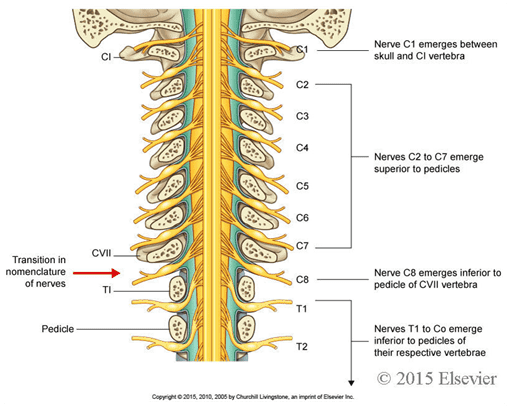 C1
Nerve C1 emerges between
skull and CI vertebra
CI
C2
C3
C4
Nerves C2 to C7 emerge
superior to pedicles
C5
C6
C7
CVII
Transition in
nomenclature
of nerves
C8
Nerve C8 emerges inferior to
pedicle of CVII vertebra
TI
T1
Pedicle
Nerves T1 to Co emerge
inferior to pedicles of
their respective vertebrae
T2
© 2015 Elsevier
Copyright © 2015, 2010, 2005 by Churchill Livingstone, an imprint of Elsevier Inc.